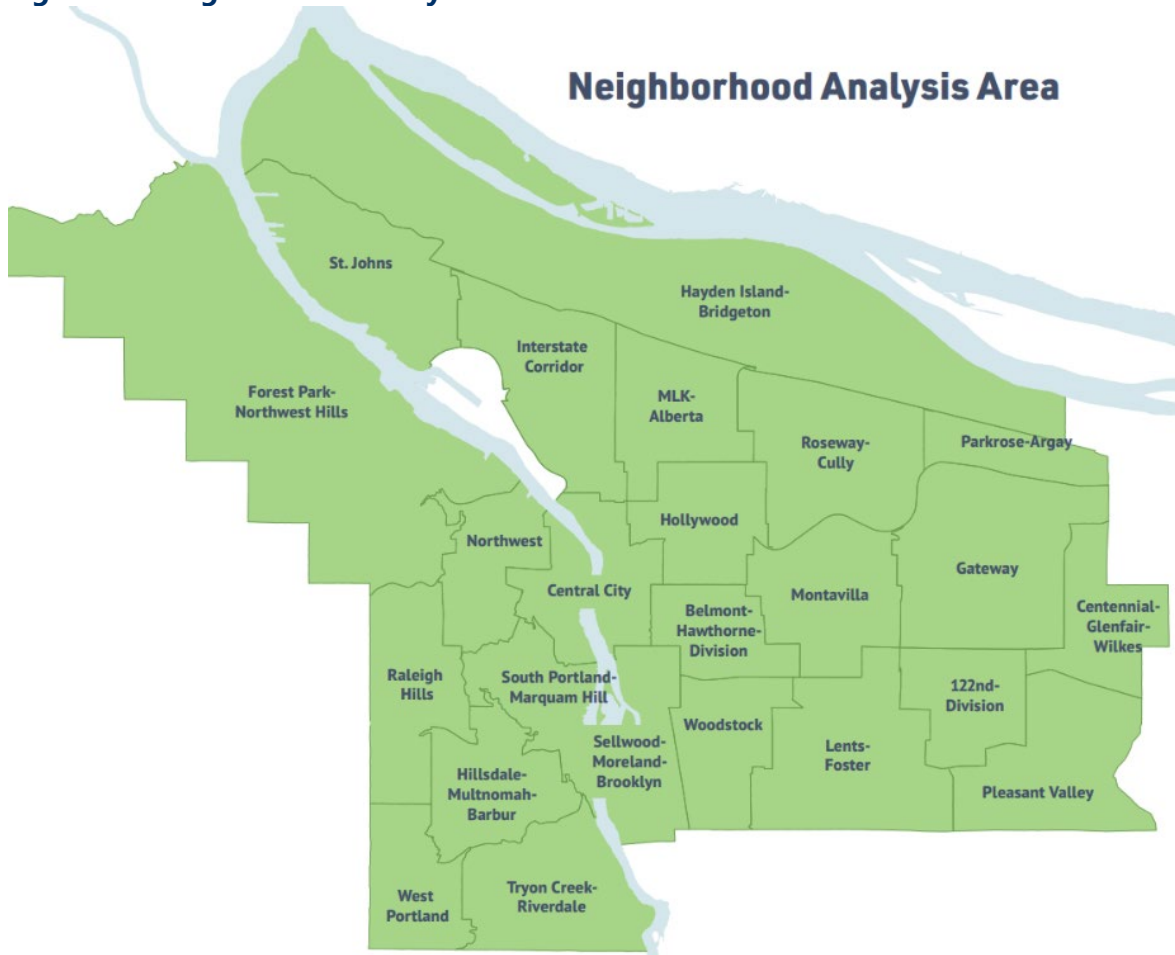 Neighborhood Analysis Area
St. Johns
Hayden Island-
Bridgeton
Interstate
Corridor
Forest Park-
Northwest Hills
MLK-
Alberta
Roseway-
Cully
Parkrose-Argay
Hollywood
Northwest
Gateway
Central City
Montavilla
Belmont-
Hawthorne-
Division
Centennial-
Glenfair-
Wilkes
Raleigh
Hills
South Portland-
Marquam Hill
122nd-
Division
Woodstock
Sellwood-
Moreland-
Brooklyn
Lents-
Foster
Hillsdale-
Multnomah-
Barbur
Pleasant Valley
West
Portland
Tryon Creek-
Riverdale